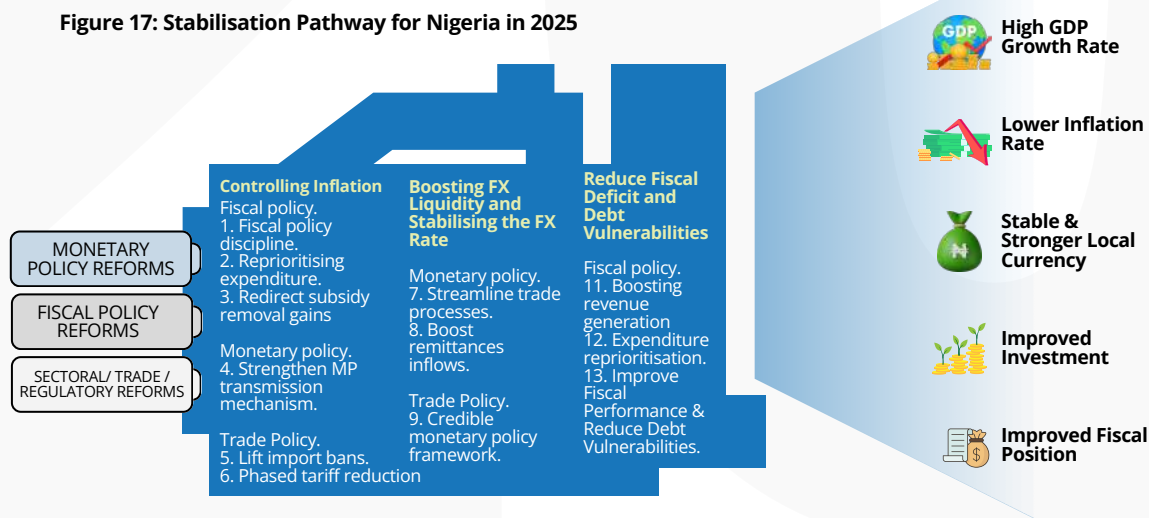 Figure 17: Stabilisation Pathway for Nigeria in 2025
MONETARY
POLICY REFORMS
FISCAL POLICY
REFORMS
SECTORAL/ TRADE /
REGULATORY REFORMS
Controlling Inflation
Fiscal policy.
1. Fiscal policy
discipline.
2. Reprioritising
expenditure.
3. Redirect subsidy
removal gains
Monetary policy.
4. Strengthen MP
transmission
mechanism.
Trade Policy.
5. Lift import bans.
6. Phased tariff reduction
Boosting FX
Liquidity and
Stabilising the FX
Rate
Monetary policy.
7. Streamline trade
processes.
8. Boost
remittances
inflows.
Trade Policy.
9. Credible
monetary policy
framework.
Reduce Fiscal
Deficit and
Debt
Vulnerabilities
Fiscal policy.
11. Boosting
revenue
generation
12. Expenditure
reprioritisation.
13. Improve
Fiscal
Performance &
Reduce Debt
Vulnerabilities.
GDP
High GDP
Growth Rate
Lower Inflation
Rate
₦
Stable &
Stronger Local
Currency
Improved
Investment
$
Improved Fiscal
Position